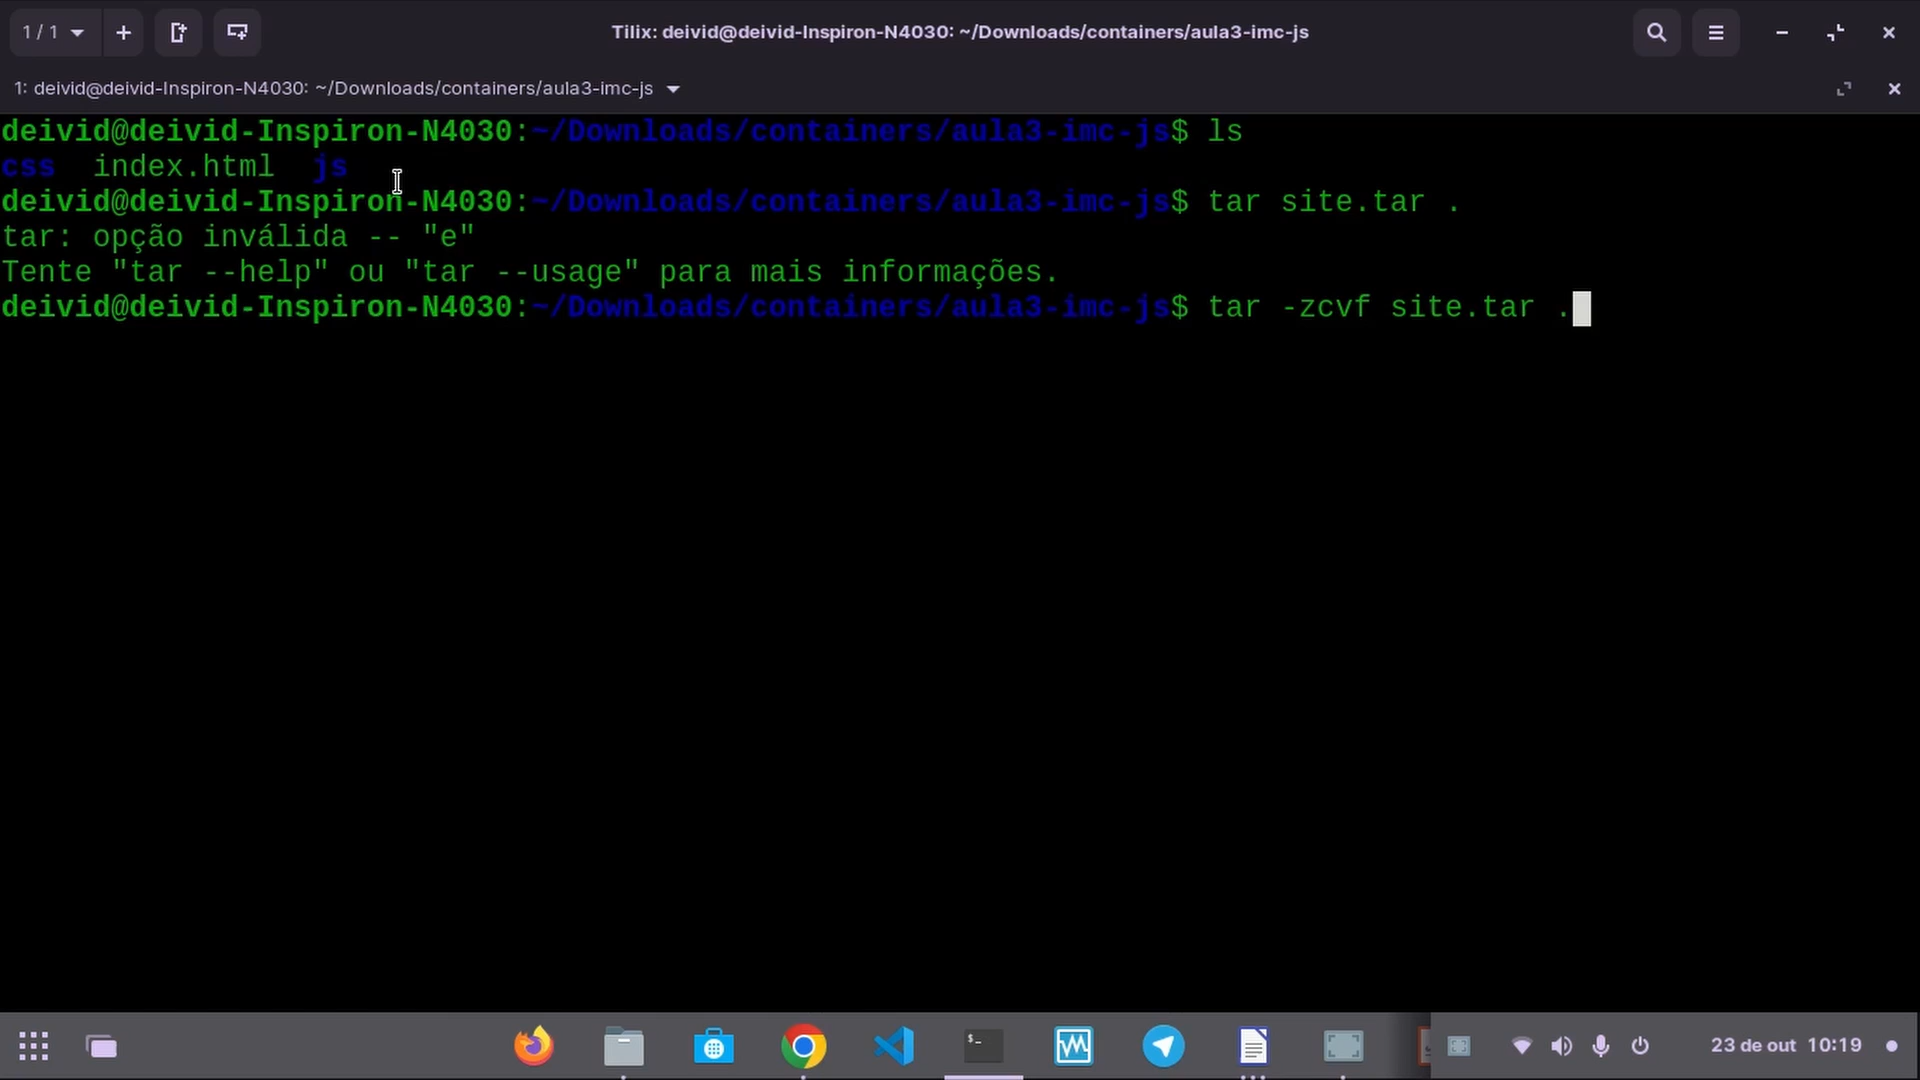 1 / 1
Tilix: deivid@deivid-Inspiron-N4030: ~/Downloads/containers/aula3-imc-js
1: deivid@deivid-Inspiron-N4030: ~/Downloads/containers/aula3-imc-js
deivid@deivid-Inspiron-N4030:~/Downloads/containers/aula3-imc-js$ ls
css  index.html  js
deivid@deivid-Inspiron-N4030:~/Downloads/containers/aula3-imc-js$ tar site.tar .
tar: opção inválida -- "e"
Tente "tar --help" ou "tar --usage" para mais informações.
deivid@deivid-Inspiron-N4030:~/Downloads/containers/aula3-imc-js$ tar -zcvf site.tar .
23 de out  10:19